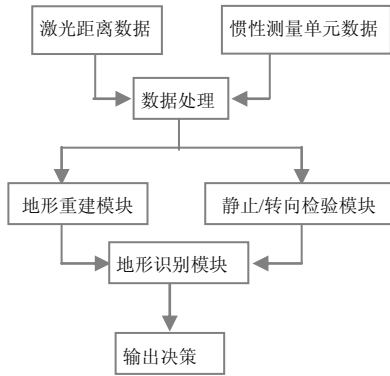 激光距离数据
惯性测量单元数据
数据处理
地形重建模块
静止/转向检验模块
地形识别模块
输出决策